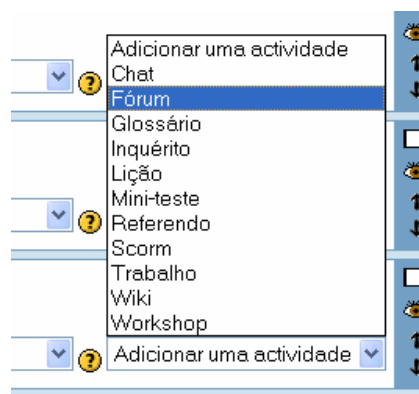 Adicionar uma actividade
Chat
Fórum
Glossário
Inquérito
Lição
Mini-teste
Referendo
Scorm
Trabalho
Wiki
Workshop
Adicionar uma actividade